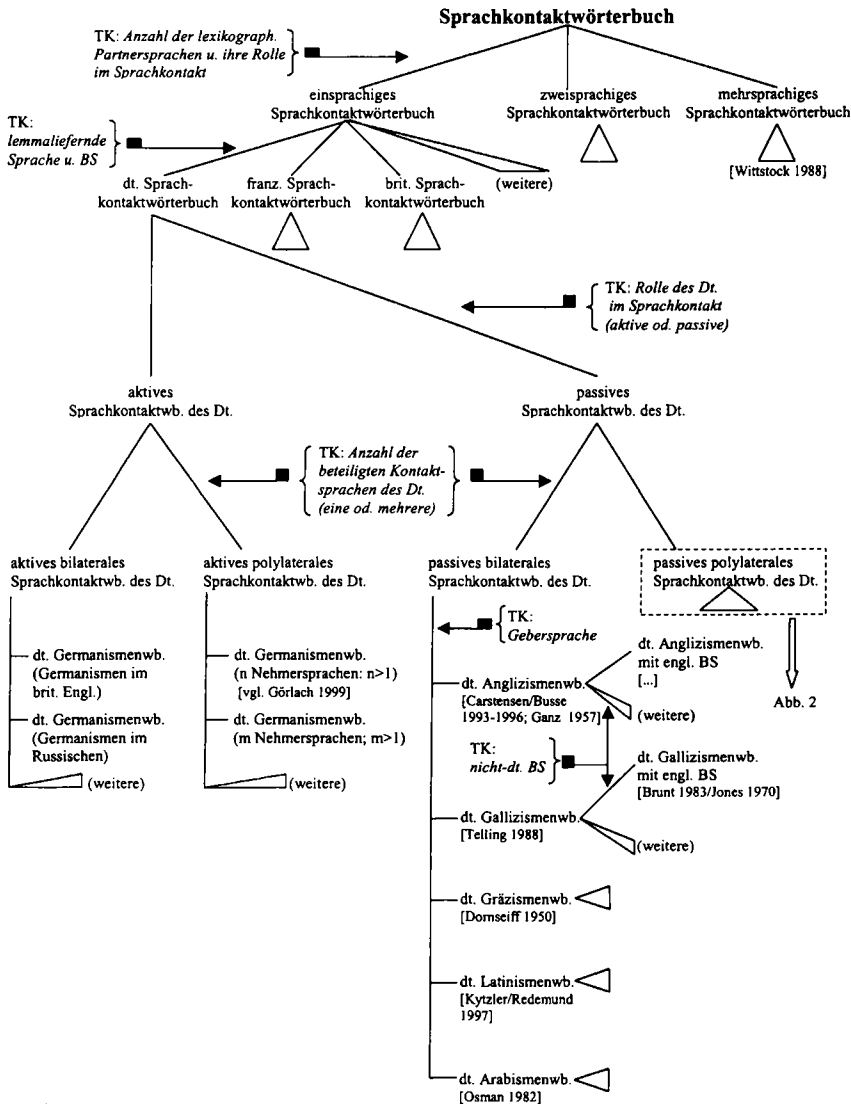 Sprachkontaktwörterbuch
TK: Anzahl der lexikograph.
Partnersprachen u. ihre Rolle
im Sprachkontakt
einsprachiges
Sprachkontaktwörterbuch
zweisprachiges
Sprachkontaktwörterbuch
mehrsprachiges
Sprachkontaktwörterbuch
[Wittstock 1988]
TK:
lemmaliefernde
Sprache u. BS
dt. Sprach-
kontaktwörterbuch
franz. Sprach-
kontaktwörterbuch
brit. Sprach-
kontaktwörterbuch
(weitere)
TK: Rolle des Dt.
im Sprachkontakt
(aktive od. passive)
aktives
Sprachkontaktwb. des Dt.
passives
Sprachkontaktwb. des Dt.
TK: Anzahl der
beteiligten Kontakt-
sprachen des Dt.
(eine od. mehrere)
aktives bilaterales
Sprachkontaktwb. des Dt.
aktives polylaterales
Sprachkontaktwb. des Dt.
passives bilaterales
Sprachkontaktwb. des Dt.
passives polylaterales
Sprachkontaktwb. des Dt.
Abb. 2
dt. Germanismenwb.
(Germanismen im
brit. Engl.)
dt. Germanismenwb.
(Germanismen im
Russischen)
(weitere)
dt. Germanismenwb.
(n Nehmersprachen: n>1)
[vgl. Görlach 1999]
dt. Germanismenwb.
(m Nehmersprachen; m>1)
(weitere)
TK:
Gebersprache
dt. Anglizismenwb.
[Carstensen/Busse
1993-1996; Ganz 1957]
dt. Anglizismenwb.
mit engl. BS
[...]
(weitere)
TK:
nicht-dt. BS
dt. Gallizismenwb.
mit engl. BS
[Brunt 1983/Jones 1970]
dt. Gallizismenwb.
[Telling 1988]
(weitere)
dt. Gräzismenwb.
[Dornseiff 1950]
dt. Latinismenwb.
[Kytzler/Redemund
1997]
dt. Arabismenwb.
[Osman 1982]